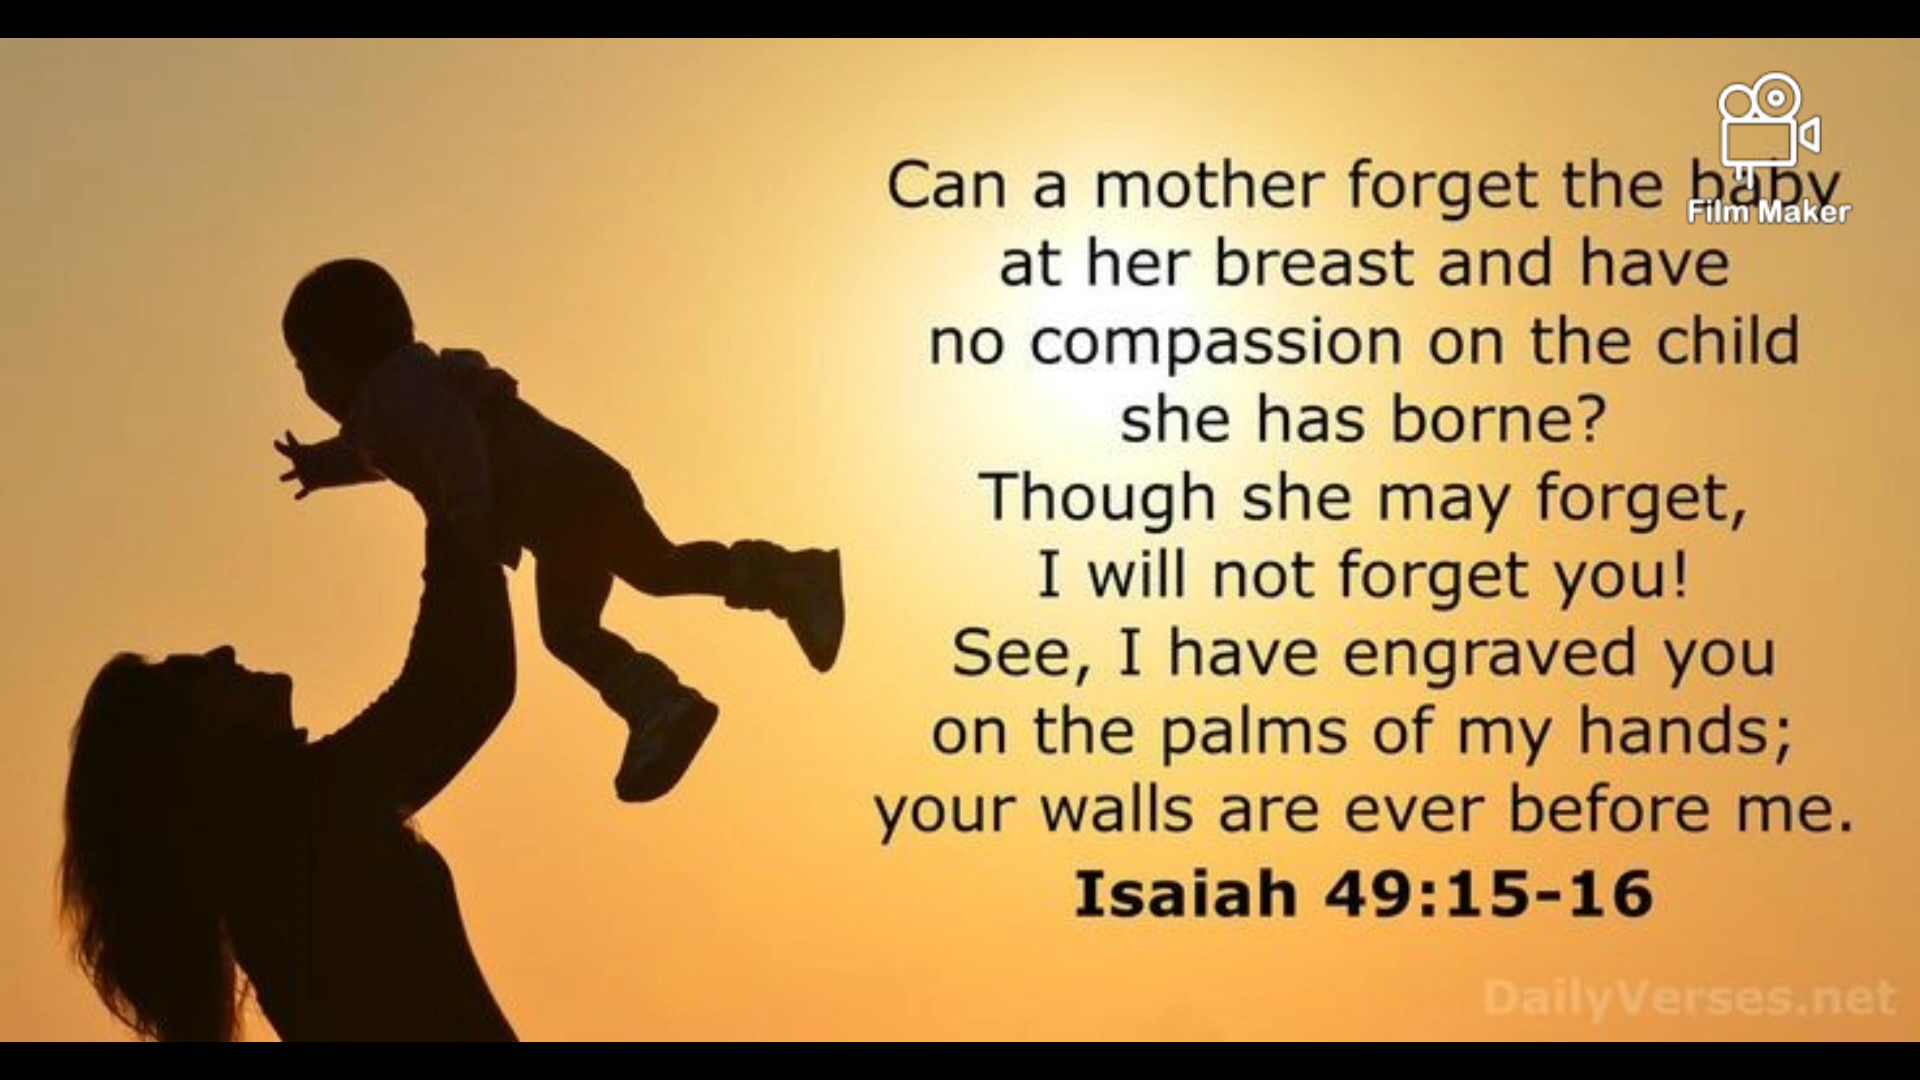 Can a mother forget the baby
at her breast and have
no compassion on the child
she has borne?
Though she may forget,
I will not forget you!
See, I have engraved you
on the palms of my hands;
your walls are ever before me.
Isaiah 49:15-16
Film Maker
DailyVerses.net